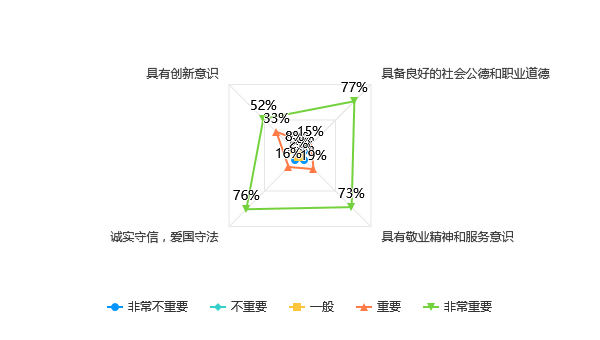 具有创新意识
具备良好的社会公德和职业道德
77%
52%
33%
8%
15%
16%
19%
76%
73%
诚实守信，爱国守法
具有敬业精神和服务意识
非常不重要
不重要
一般
重要
非常重要